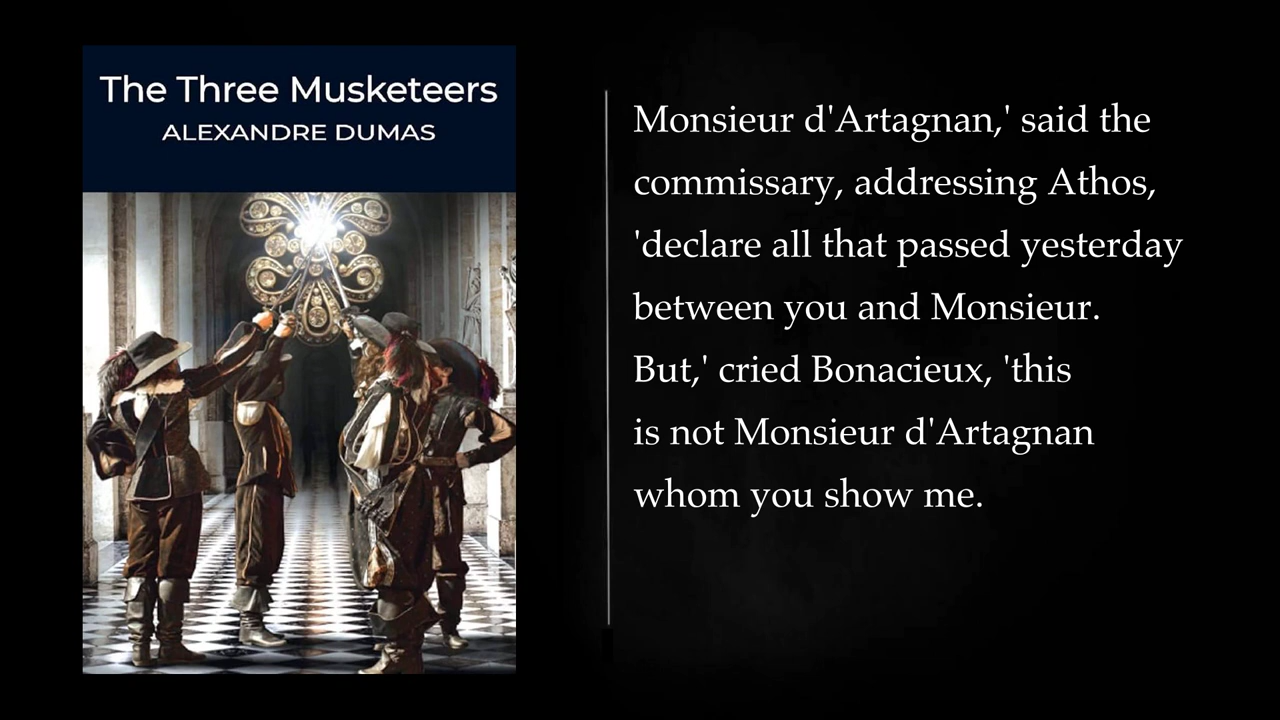 The Three Musketeers
ALEXANDRE DUMAS
Monsieur d'Artagnan,' said the
commissary, addressing Athos,
'declare all that passed yesterday
between you and Monsieur.
But,' cried Bonacieux, 'this
is not Monsieur d'Artagnan
whom you show me.